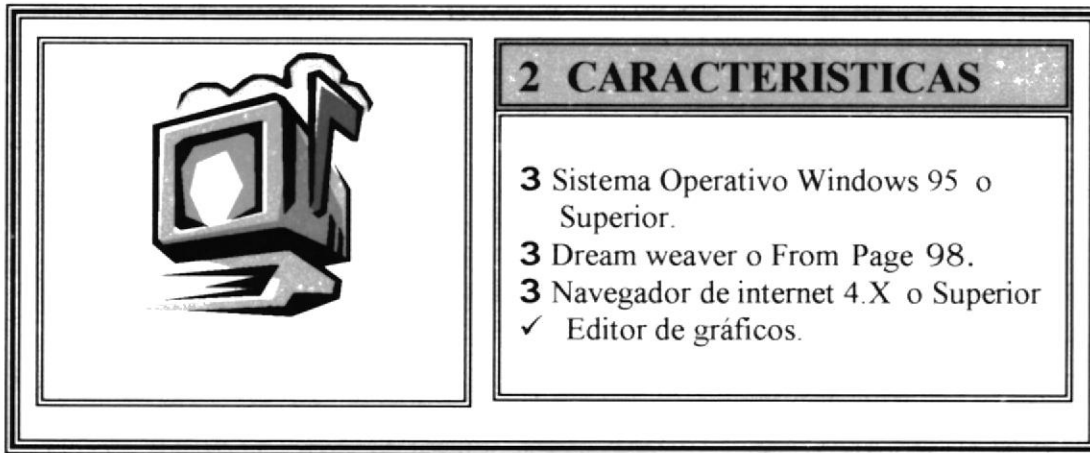 2 CARACTERISTICAS
3 Sistema Operativo Windows 95 o
Superior.
3 Dream weaver o From Page 98.
3 Navegador de internet 4.X o Superior
✓ Editor de gráficos.